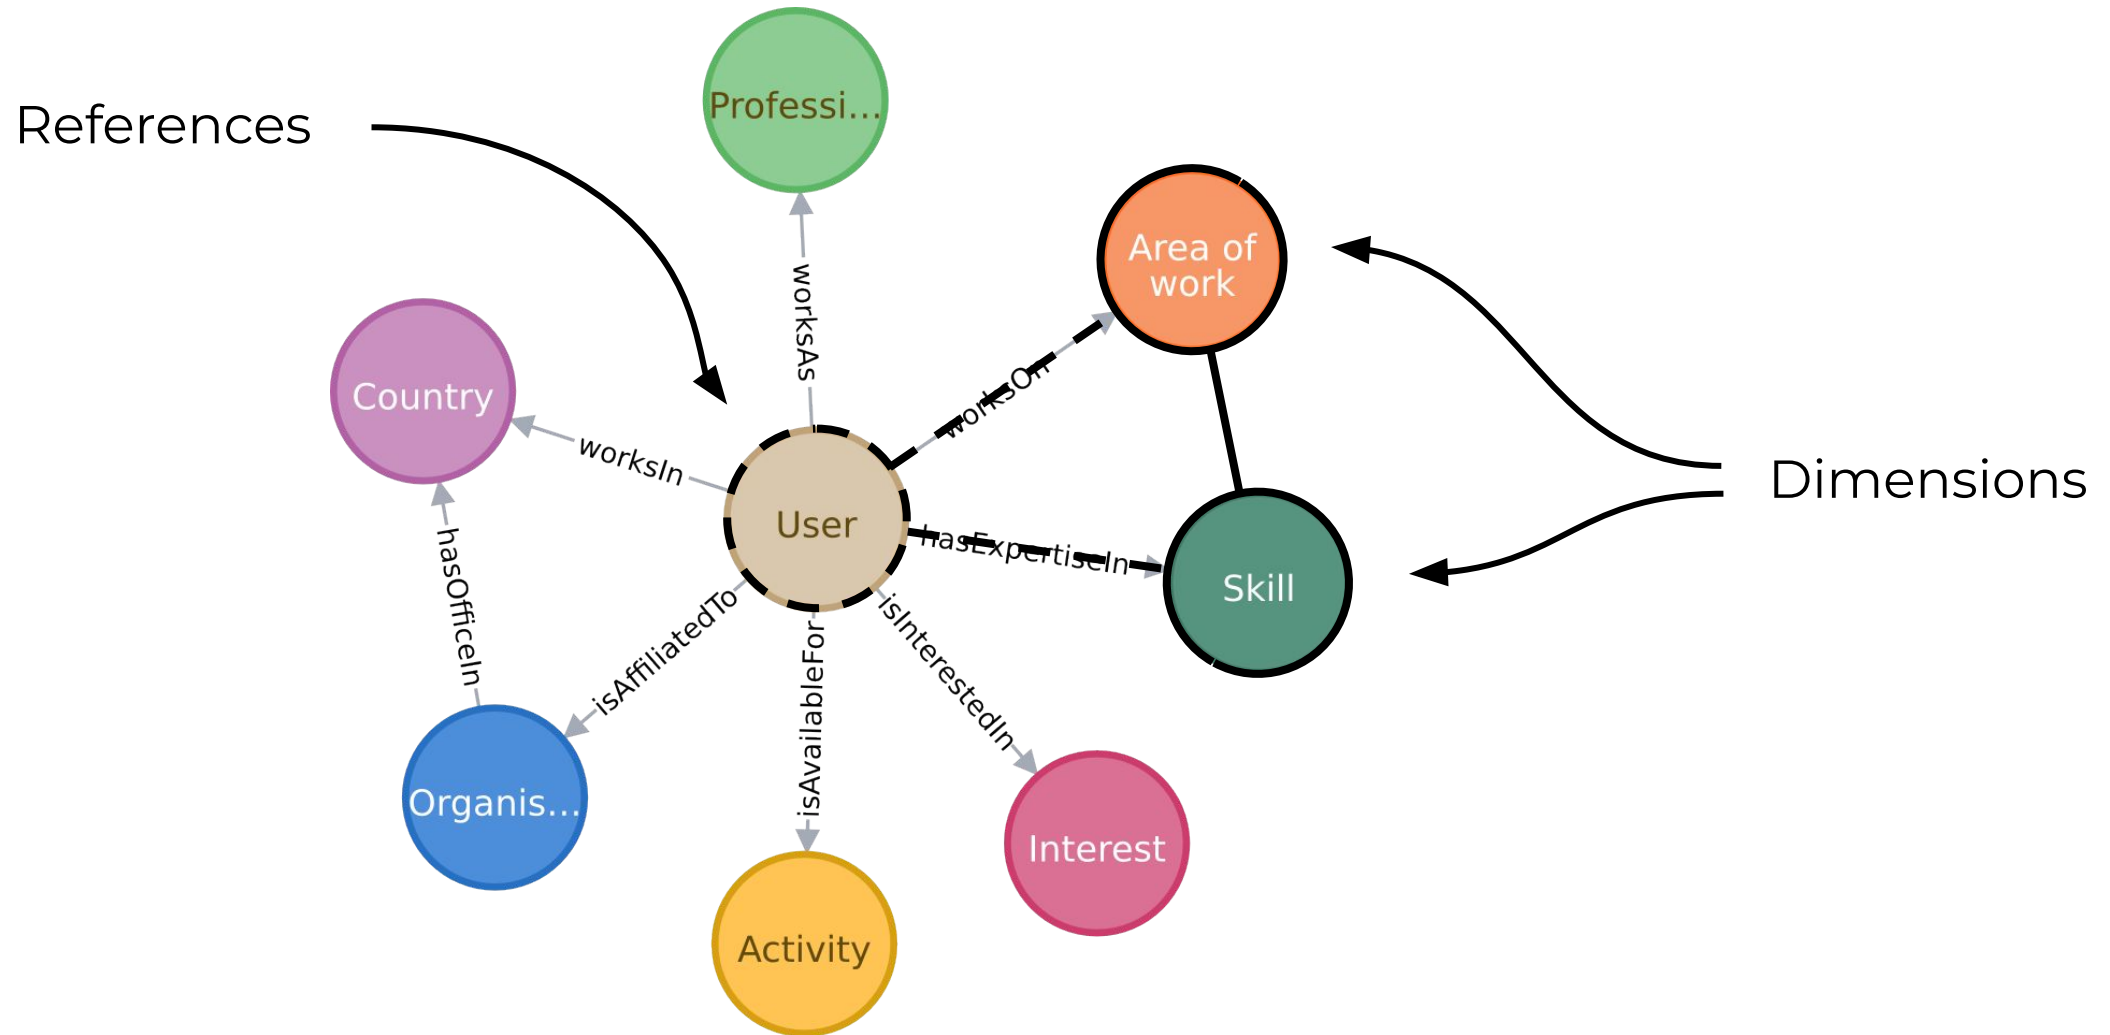 Professi...
References
worksAs
Area of
work
Country
worksOn
worksIn
Dimensions
User
hasExpertiseIn
hasOfficeIn
Skill
isAffiliatedTo
isAvailableFor
isInterestedIn
Organis...
Interest
Activity